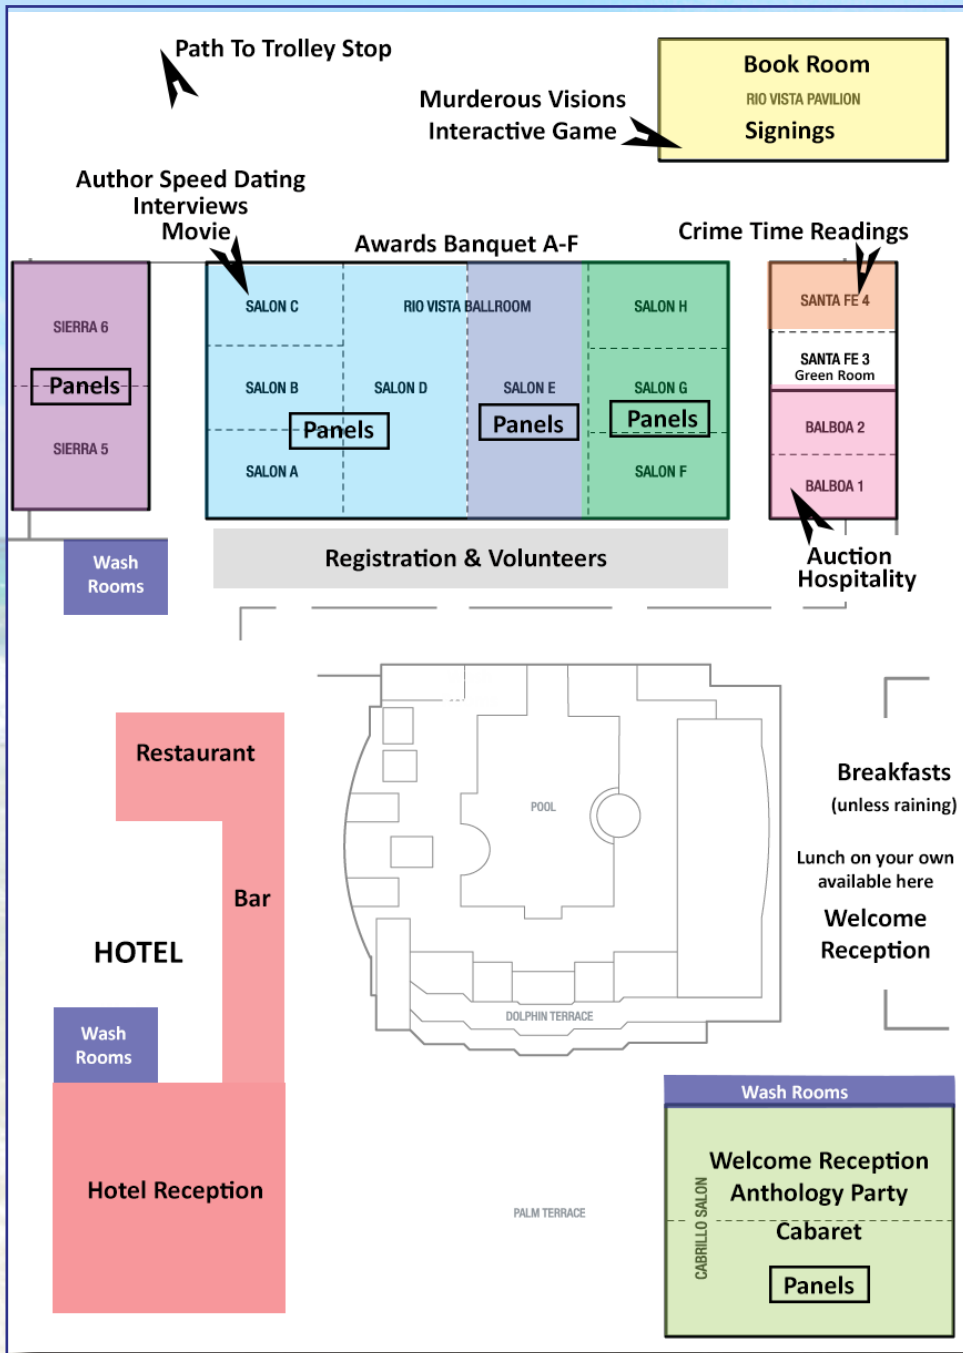 Path To Trolley Stop
Book Room
RIO VISTA PAVILION
Signings
Murderous Visions
Interactive Game
Author Speed Dating
Interviews
Movie
Awards Banquet A-F
Crime Time Readings
SIERRA 6
Panels
SIERRA 5
SALON C
RIO VISTA BALLROOM
SALON H
SALON B
SALON D
SALON E
SALON G
Panels
Panels
Panels
SALON A
SALON F
SANTA FE 4
SANTA FE 3
Green Room
BALBOA 2
BALBOA 1
Auction
Hospitality
Wash
Rooms
Registration & Volunteers
Restaurant
Bar
HOTEL
Wash
Rooms
Hotel Reception
POOL
DOLPHIN TERRACE
PALM TERRACE
Breakfasts
(unless raining)
Lunch on your own
available here
Welcome
Reception
Wash Rooms
CABRILLO SALON
Welcome Reception
Anthology Party
Cabaret
Panels